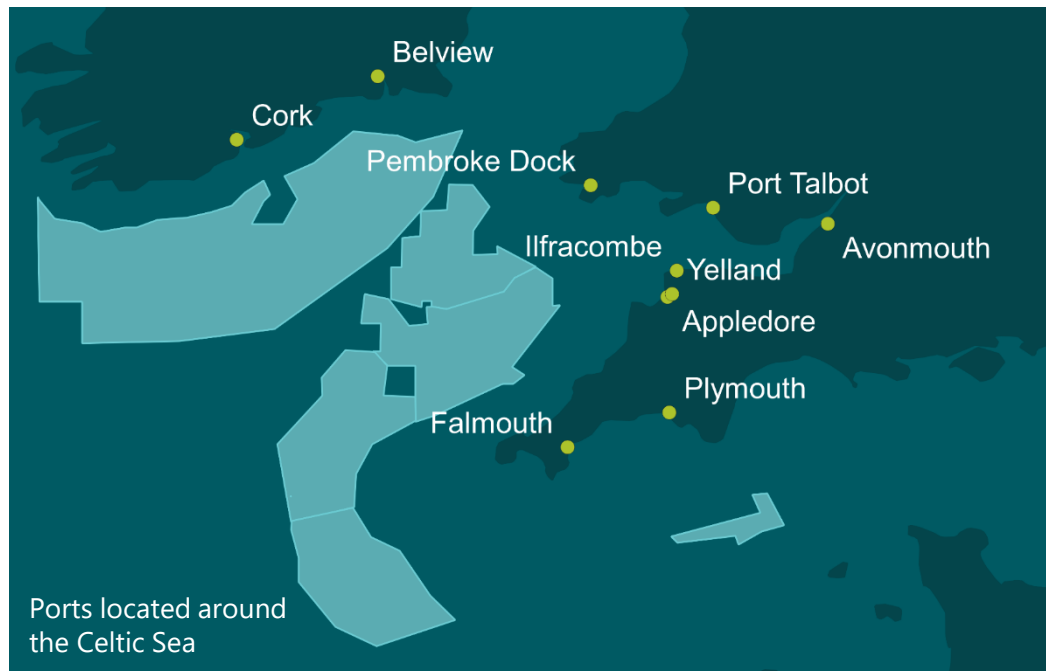 Belview
Cork
Pembroke Dock
Port Talbot
Ilfracombe
Avonmouth
Yelland
Appledore
Plymouth
Falmouth
Ports located around
the Celtic Sea